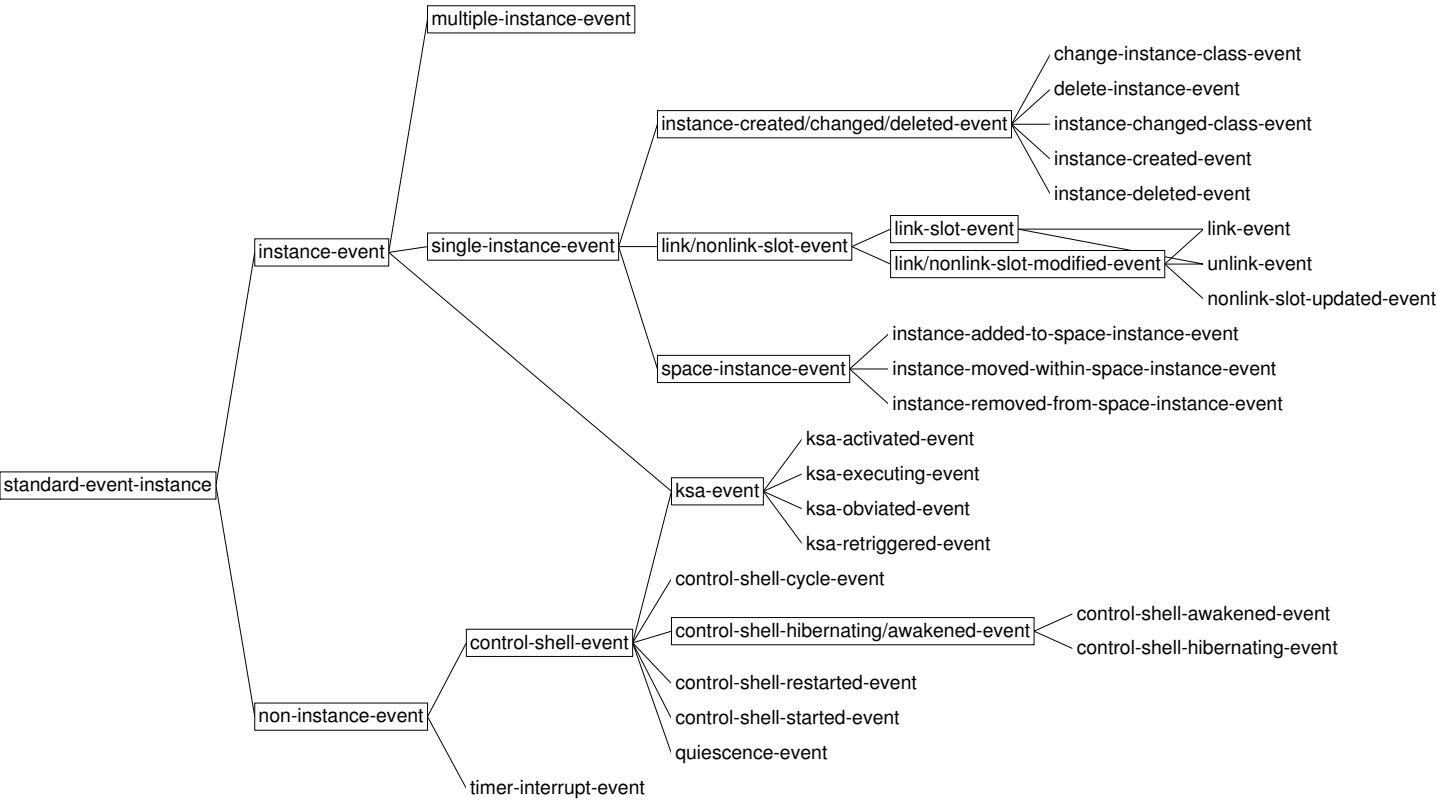 multiple-instance-event
change-instance-class-event
delete-instance-event
instance-created/changed/deleted-event
instance-changed-class-event
instance-created-event
instance-deleted-event
link-slot-event
link-event
instance-event
single-instance-event
link/nonlink-slot-event
link/nonlink-slot-modified-event
unlink-event
nonlink-slot-updated-event
instance-added-to-space-instance-event
space-instance-event
instance-moved-within-space-instance-event
instance-removed-from-space-instance-event
ksa-activated-event
ksa-executing-event
standard-event-instance
ksa-event
ksa-obviated-event
ksa-retriggered-event
control-shell-cycle-event
control-shell-awakened-event
control-shell-event
control-shell-hibernating/awakened-event
control-shell-hibernating-event
control-shell-restarted-event
non-instance-event
control-shell-started-event
quiescence-event
timer-interrupt-event